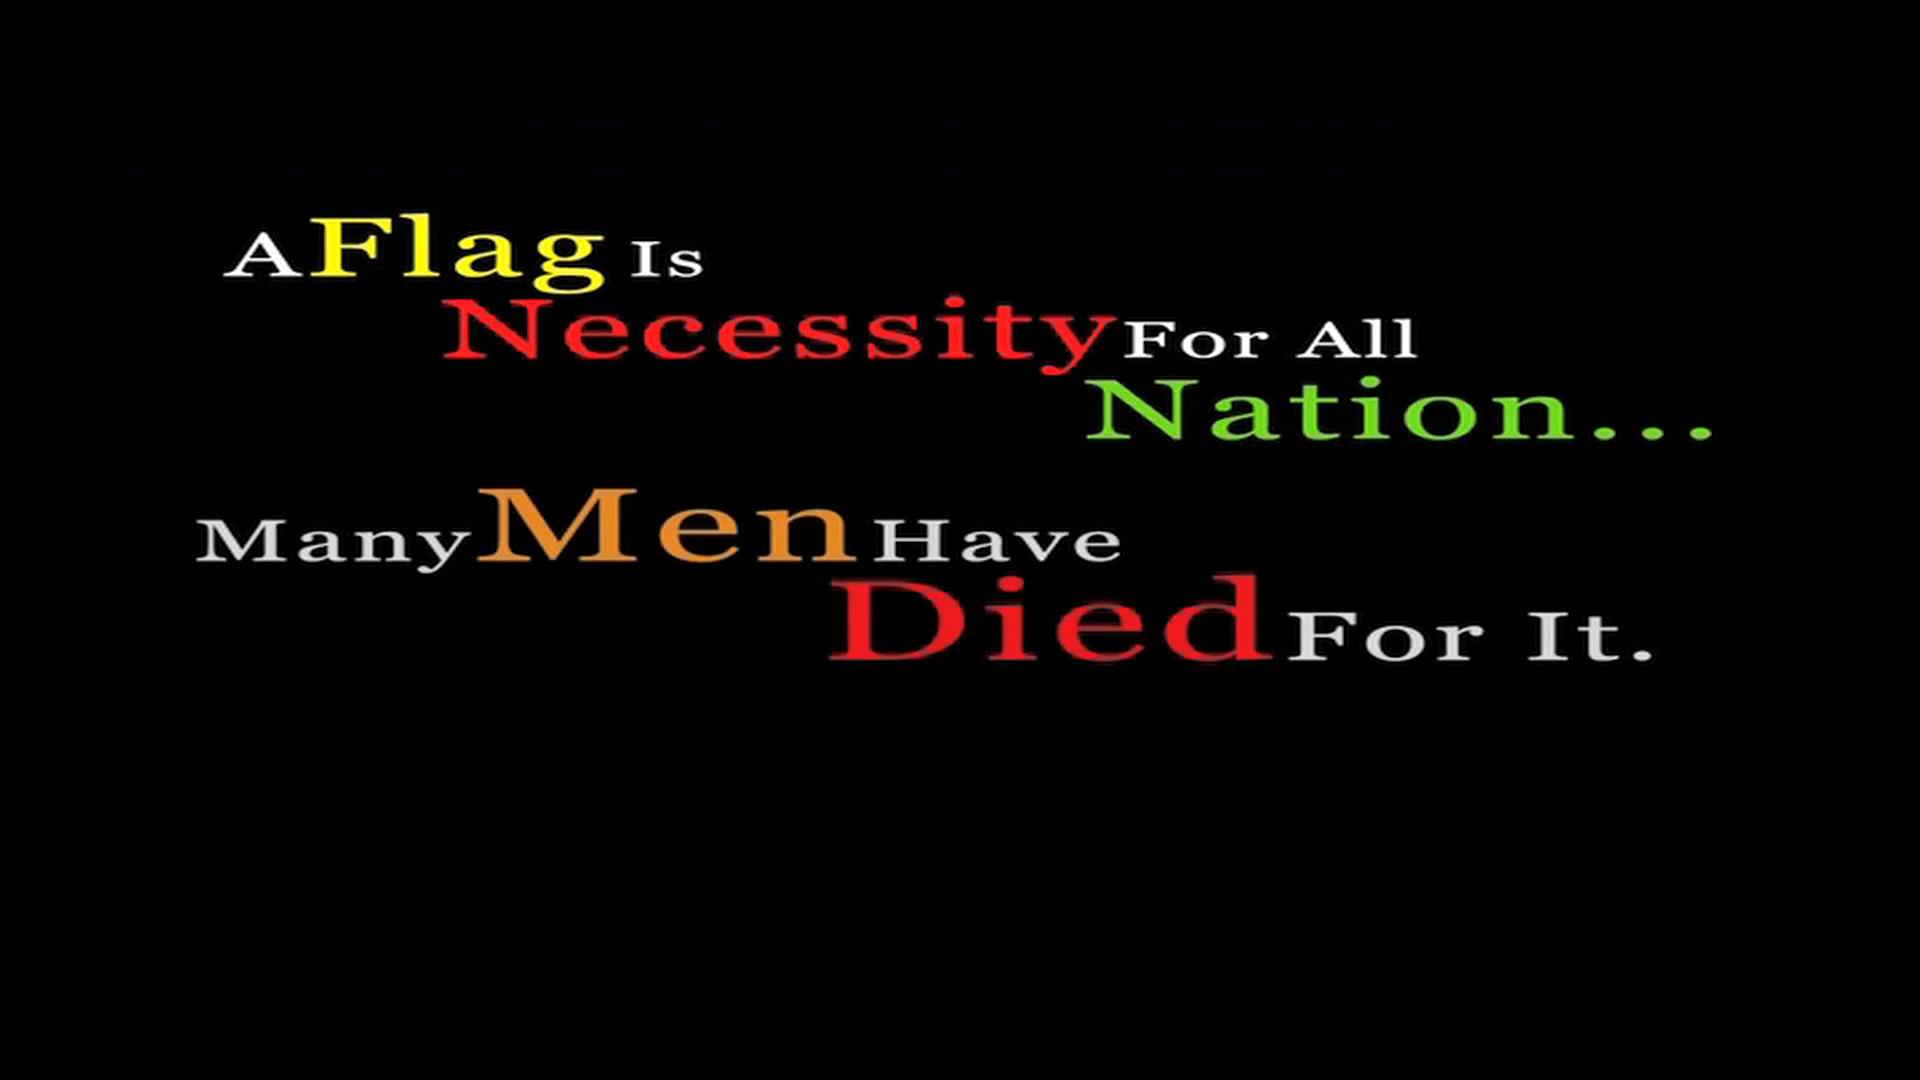 A Flag Is
Necessity For All
Nation...
Many Men Have
Died For It.